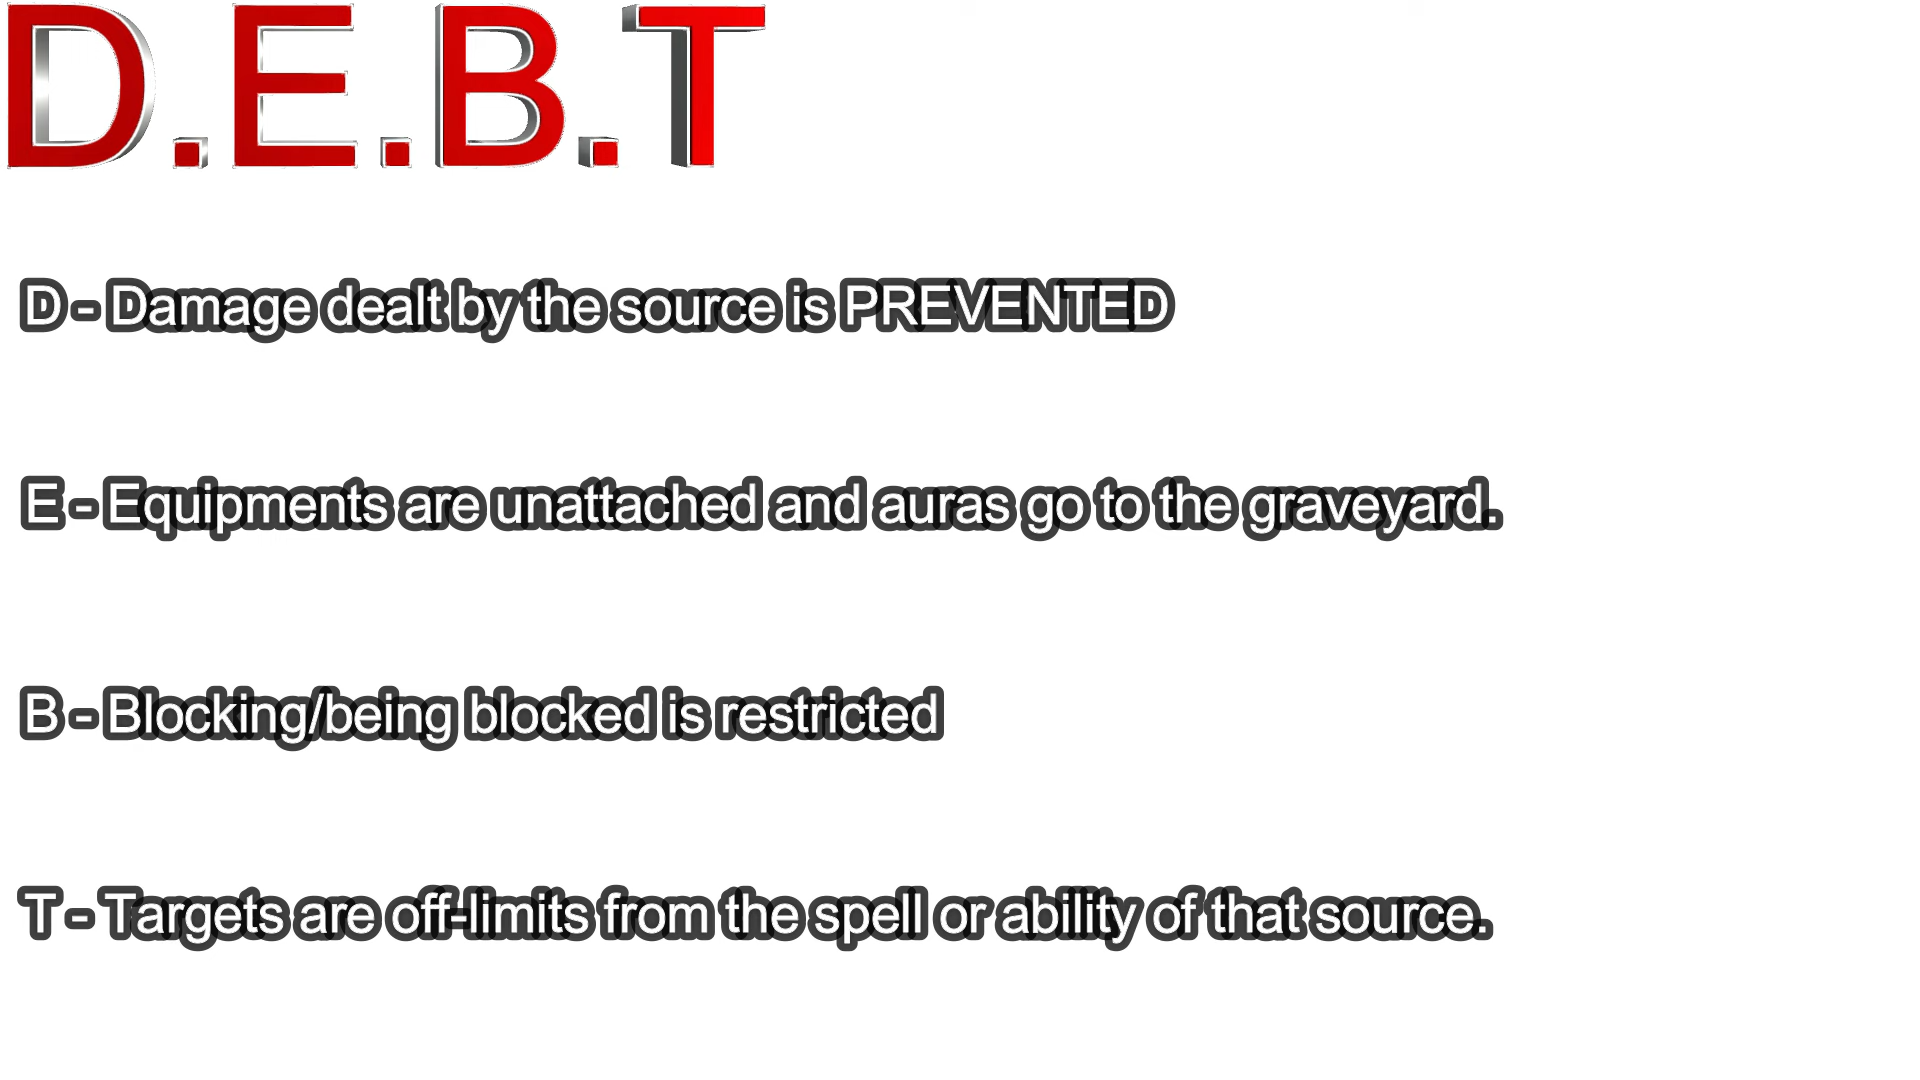 D.E.B.T
D - Damage dealt by the source is PREVENTED
E - Equipments are unattached and auras go to the graveyard.
B - Blocking/being blocked is restricted
T - Targets are off-limits from the spell or ability of that source.